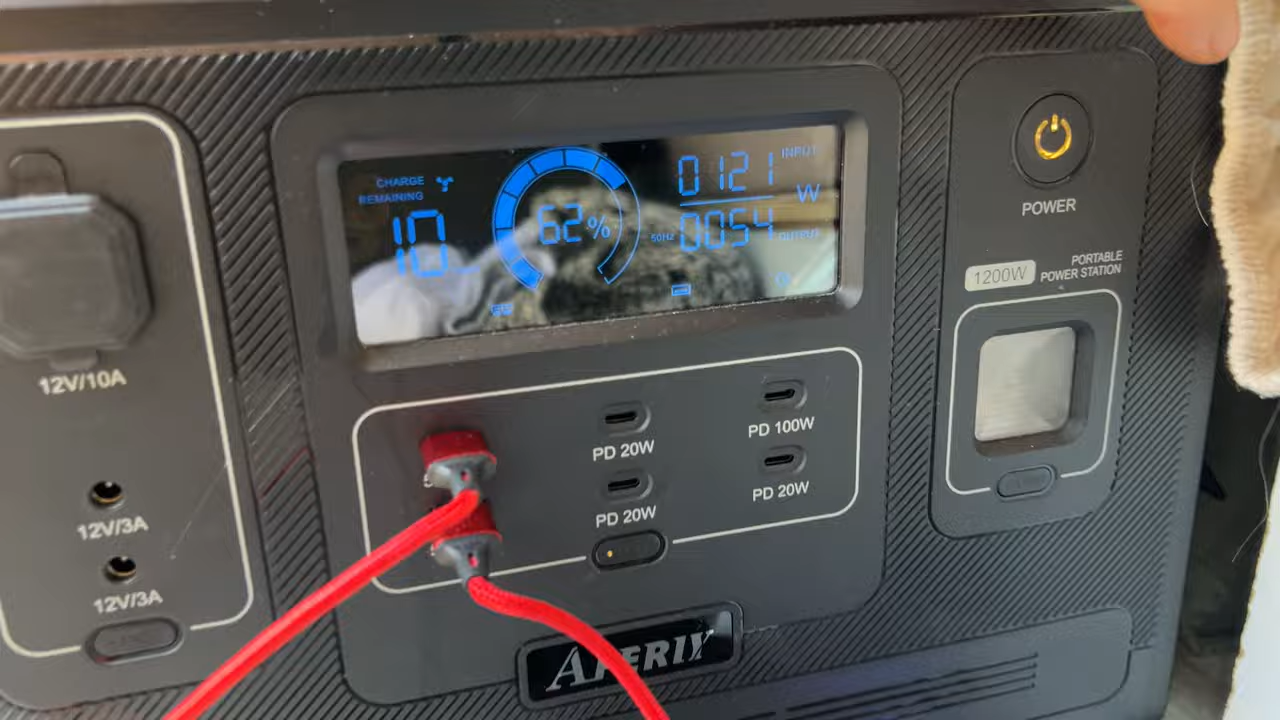 CHARGE
REMAINING
10
62%
0121 INPUT
W
50HZ 0054 OUTPUT
POWER
1200W
PORTABLE
POWER STATION
12V/10A
12V/3A
12V/3A
PD 20W
PD 100W
PD 20W
PD 20W
APERLY